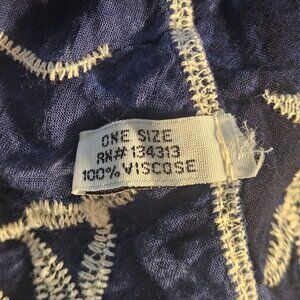 ONE SIZE
RN# 134313
100% VISCOSE